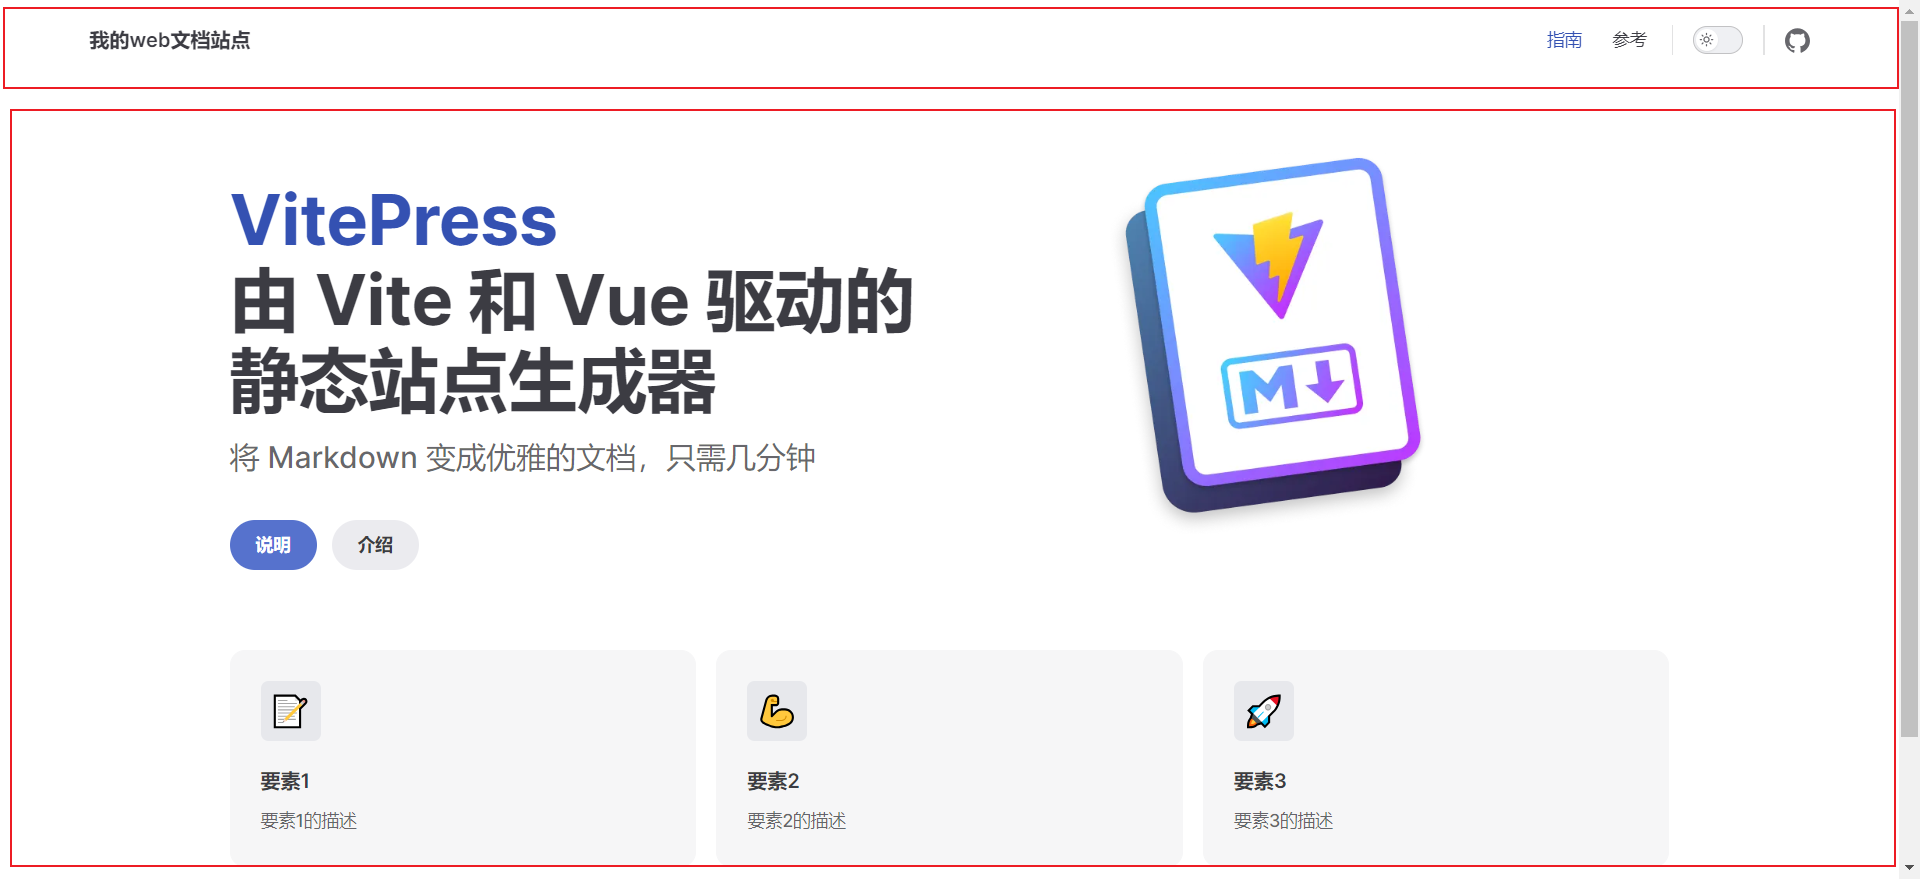 我的web文档站点
指南
参考
VitePress
由 Vite 和 Vue 驱动的
静态站点生成器
将 Markdown 变成优雅的文档，只需几分钟
说明
介绍
M
要素1
要素1的描述
要素2
要素2的描述
要素3
要素3的描述